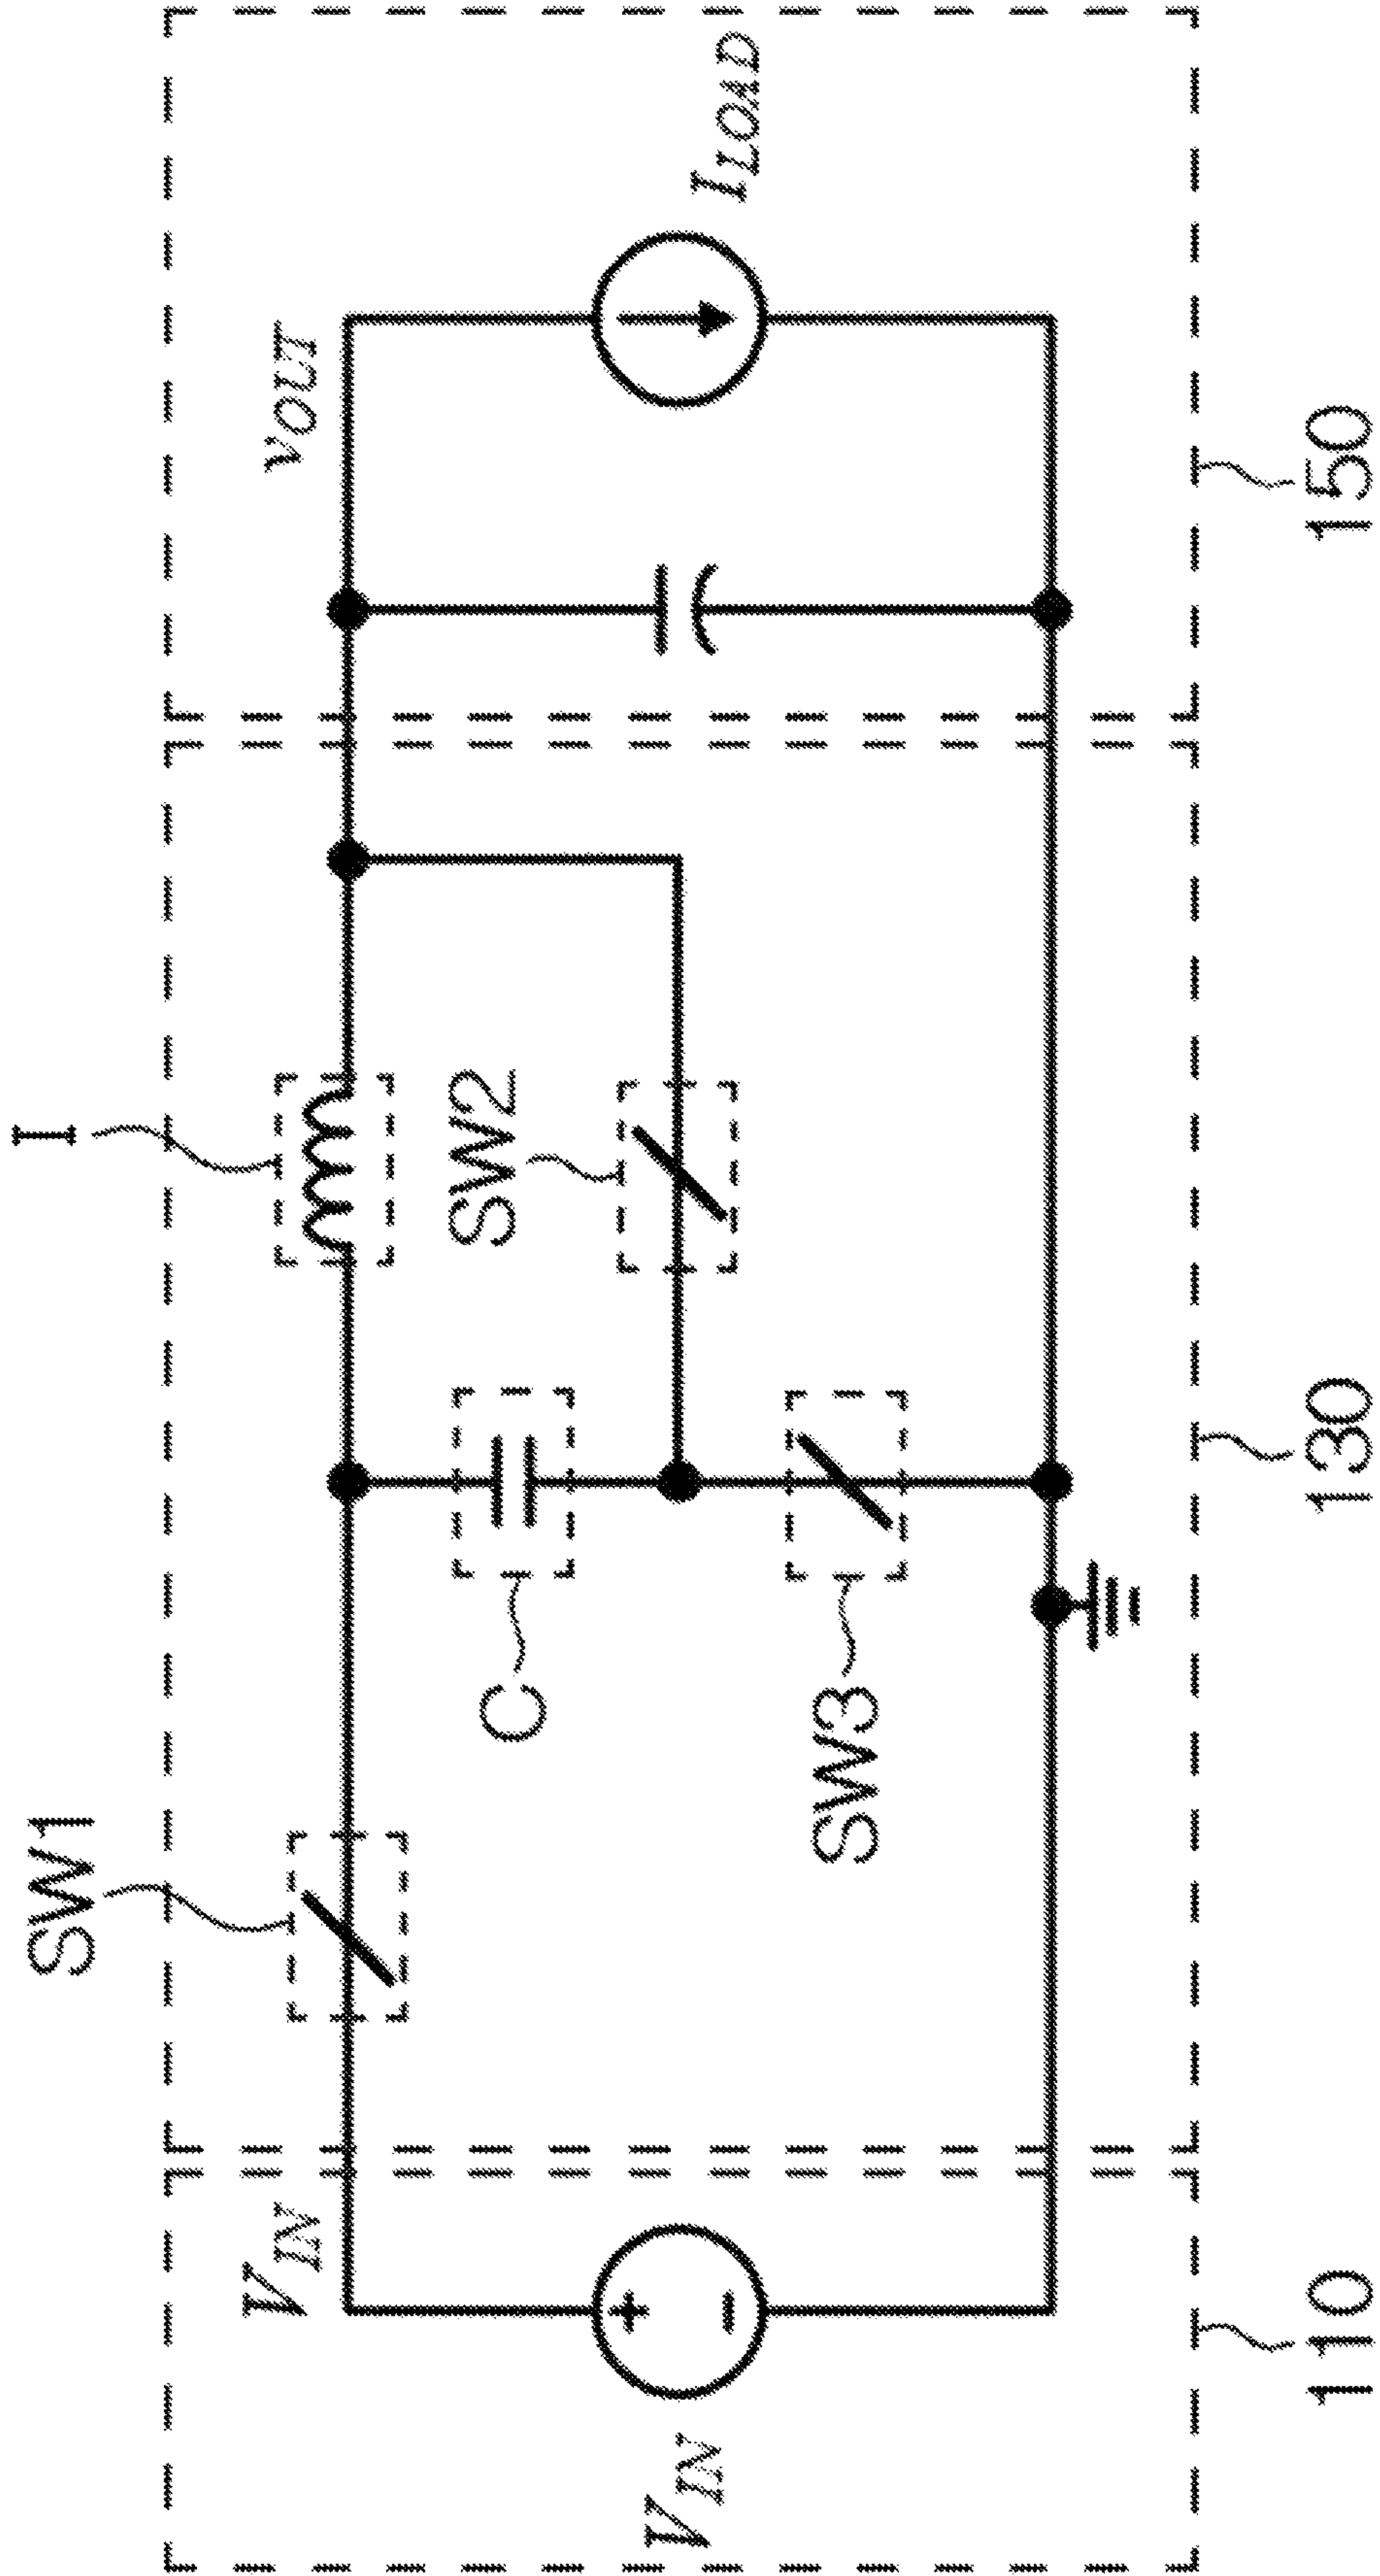 SW1
I
V_IN
v_OUT
SW2
C
V_IN
+
-
I_LOAD
SW3
110
130
150